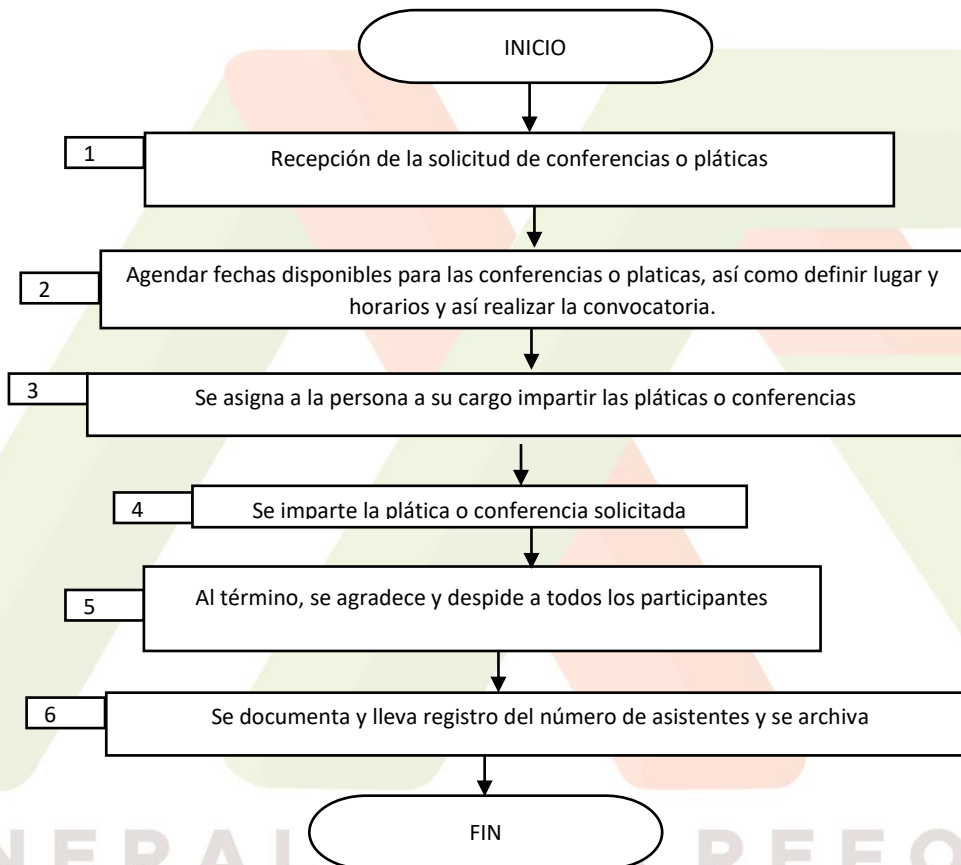 INICIO
1
Recepción de la solicitud de conferencias o pláticas
2
Agendar fechas disponibles para las conferencias o platicas, así como definir lugar y
horarios y así realizar la convocatoria.
3
Se asigna a la persona a su cargo impartir las pláticas o conferencias
4
Se imparte la plática o conferencia solicitada
5
Al término, se agradece y despide a todos los participantes
6
Se documenta y lleva registro del número de asistentes y se archiva
FIN